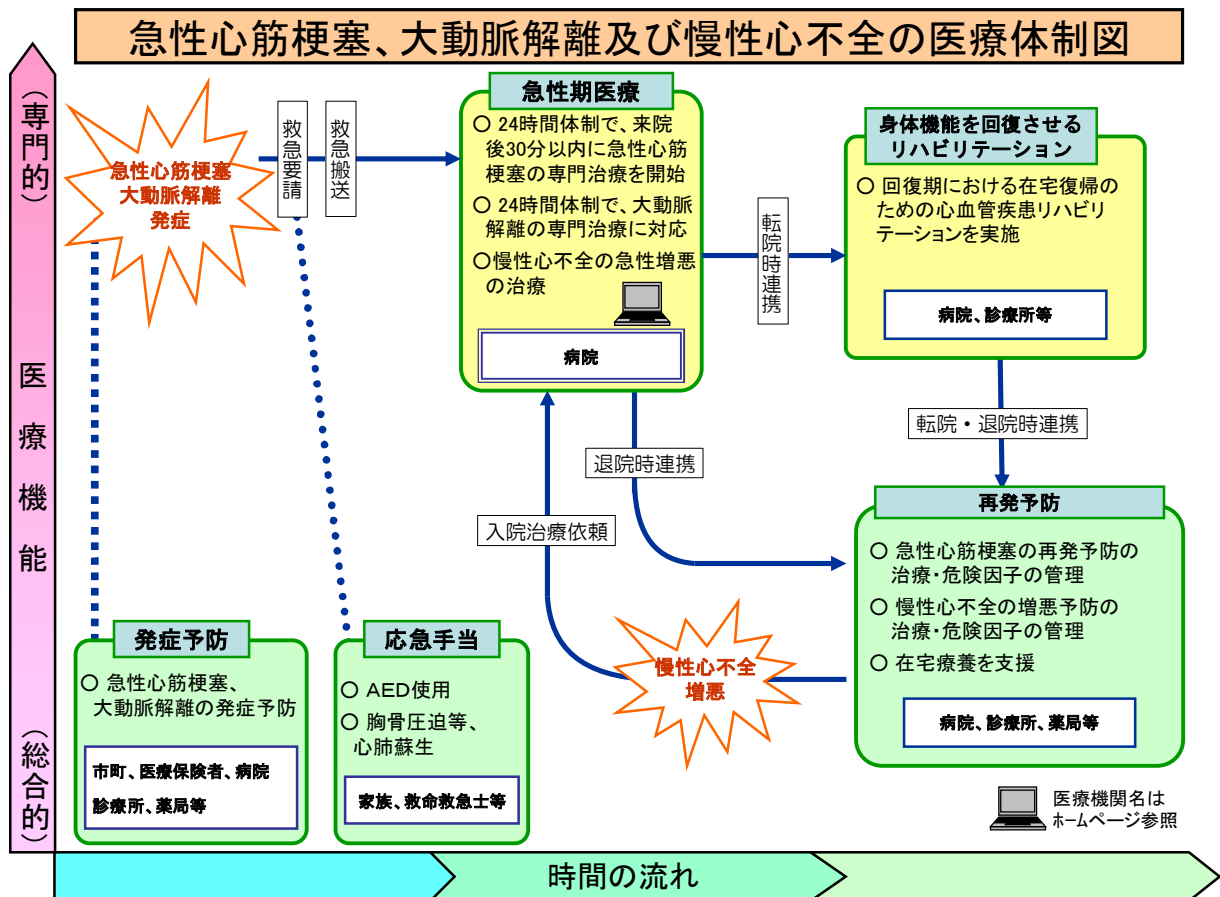 急性心筋梗塞、大動脈解離及び慢性心不全の医療体制図
（専門的）
医療機能
（総合的）
急性心筋梗塞
大動脈解離
発症
救急要請
救急搬送
急性期医療
○ 24時間体制で、来院
後30分以内に急性心筋
梗塞の専門治療を開始
○ 24時間体制で、大動脈
解離の専門治療に対応
○慢性心不全の急性増悪
の治療
病院
転院時連携
身体機能を回復させる
リハビリテーション
○ 回復期における在宅復帰の
ための心血管疾患リハビリ
テーションを実施
病院、診療所等
転院・退院時連携
退院時連携
入院治療依頼
再発予防
○ 急性心筋梗塞の再発予防の
治療・危険因子の管理
○ 慢性心不全の増悪予防の
治療・危険因子の管理
○ 在宅療養を支援
病院、診療所、薬局等
慢性心不全
増悪
発症予防
○ 急性心筋梗塞、
大動脈解離の発症予防
市町、医療保険者、病院
診療所、薬局等
応急手当
○ AED使用
○ 胸骨圧迫等、
心肺蘇生
家族、救命救急士等
医療機関名は
ホームページ参照
時間の流れ